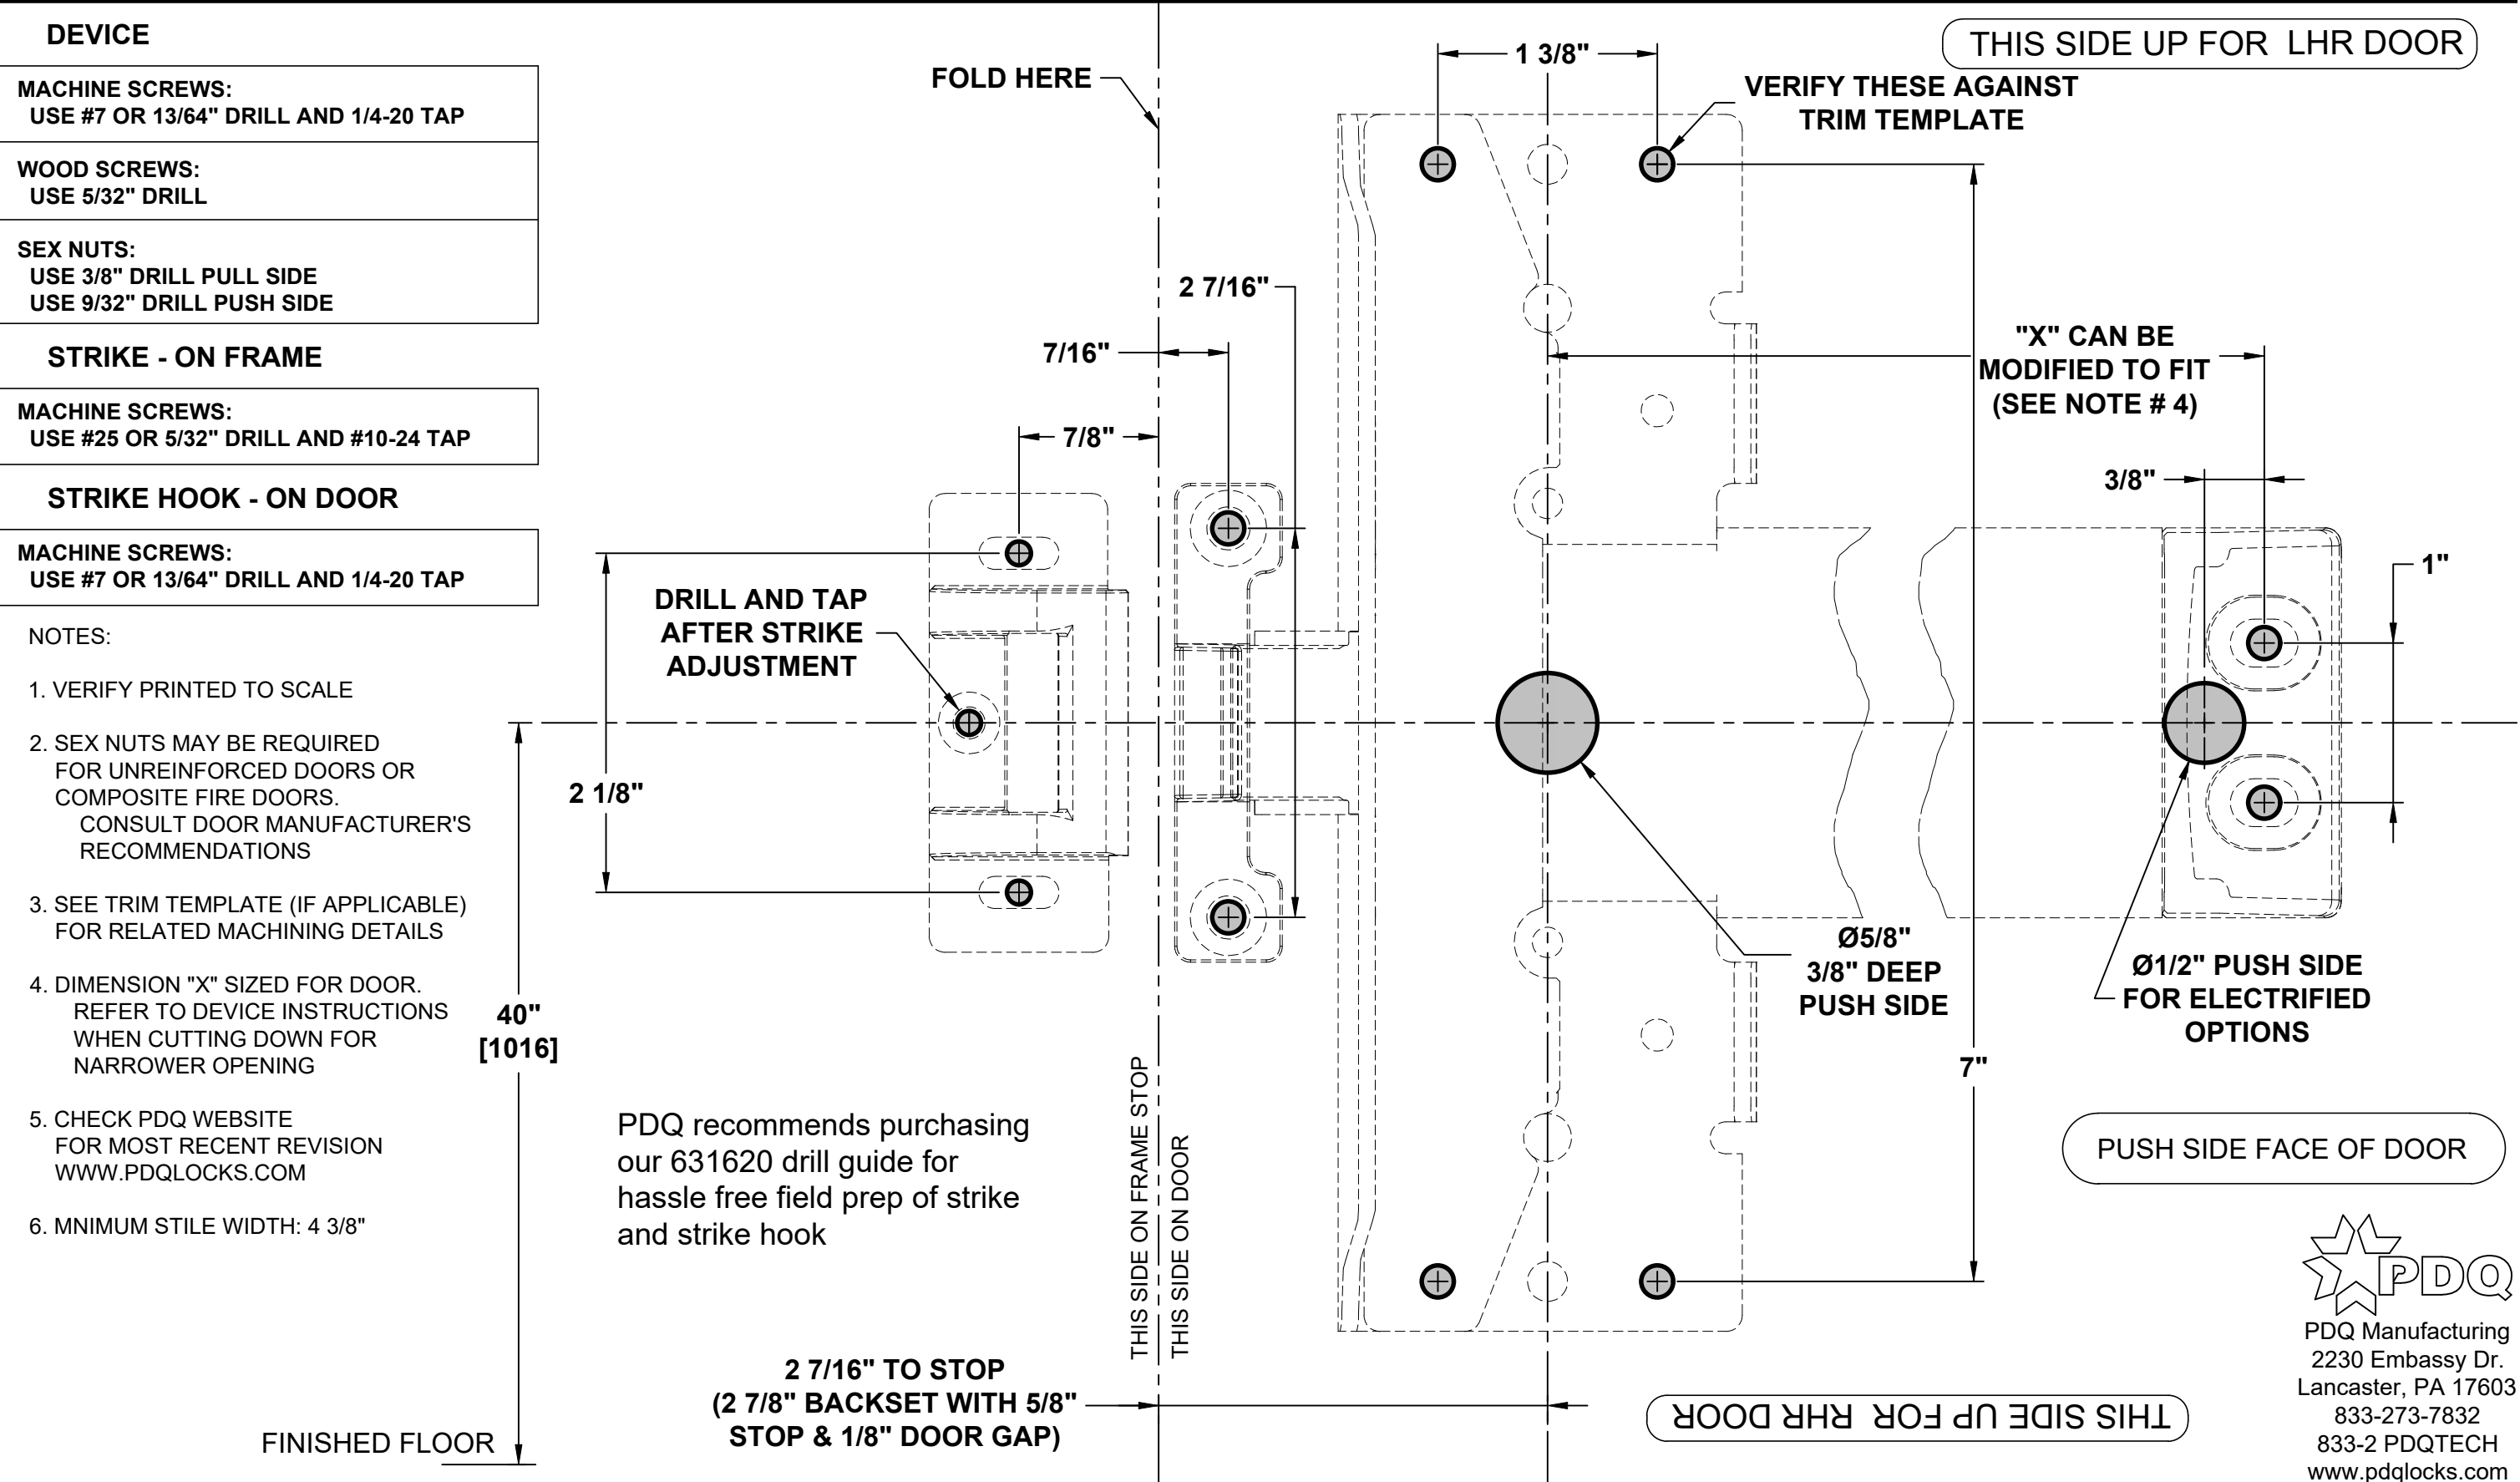 DEVICE
MACHINE SCREWS:
USE #7 OR 13/64" DRILL AND 1/4-20 TAP
WOOD SCREWS:
USE 5/32" DRILL
SEX NUTS:
USE 3/8" DRILL PULL SIDE
USE 9/32" DRILL PUSH SIDE
STRIKE - ON FRAME
MACHINE SCREWS:
USE #25 OR 5/32" DRILL AND #10-24 TAP
STRIKE HOOK - ON DOOR
MACHINE SCREWS:
USE #7 OR 13/64" DRILL AND 1/4-20 TAP
NOTES:
1. VERIFY PRINTED TO SCALE
2. SEX NUTS MAY BE REQUIRED
FOR UNREINFORCED DOORS OR
COMPOSITE FIRE DOORS.
CONSULT DOOR MANUFACTURER'S
RECOMMENDATIONS
3. SEE TRIM TEMPLATE (IF APPLICABLE)
FOR RELATED MACHINING DETAILS
4. DIMENSION "X" SIZED FOR DOOR.
REFER TO DEVICE INSTRUCTIONS
WHEN CUTTING DOWN FOR
NARROWER OPENING
5. CHECK PDQ WEBSITE
FOR MOST RECENT REVISION
WWW.PDQLOCKS.COM
6. MNIMUM STILE WIDTH: 4 3/8"
40"
[1016]
FINISHED FLOOR
FOLD HERE
7/16"
2 7/16"
7/8"
DRILL AND TAP
AFTER STRIKE
ADJUSTMENT
2 1/8"
PDQ recommends purchasing
our 631620 drill guide for
hassle free field prep of strike
and strike hook
THIS SIDE ON FRAME STOP
THIS SIDE ON DOOR
2 7/16" TO STOP
(2 7/8" BACKSET WITH 5/8"
STOP & 1/8" DOOR GAP)
1 3/8"
THIS SIDE UP FOR LHR DOOR
VERIFY THESE AGAINST
TRIM TEMPLATE
"X" CAN BE
MODIFIED TO FIT
(SEE NOTE # 4)
3/8"
1"
Ø5/8"
3/8" DEEP
PUSH SIDE
Ø1/2" PUSH SIDE
FOR ELECTRIFIED
OPTIONS
7"
PUSH SIDE FACE OF DOOR
THIS SIDE UP FOR RHR DOOR
PDQ
PDQ Manufacturing
2230 Embassy Dr.
Lancaster, PA 17603
833-273-7832
833-2 PDQTECH
www.pdqlocks.com